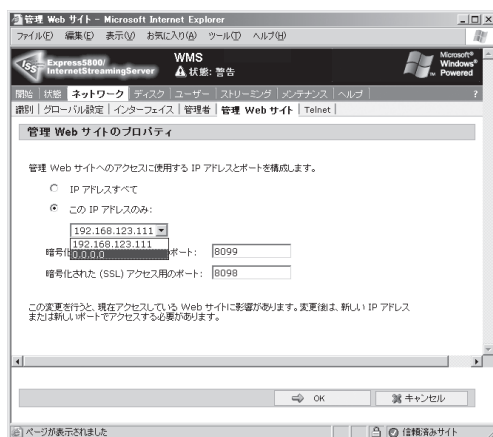 管理 Web サイト - Microsoft Internet Explorer
ファイル(F) 編集(E) 表示(V) お気に入り(A) ツール(T) ヘルプ(H)
Express5800/
InternetStreamingServer
WMS
状態: 警告
Microsoft®
Windows®
Powered
開始 状態 ネットワーク ディスク ユーザー ストリーミング メンテナンス ヘルプ ?
識別 グローバル設定 インターフェイス 管理者 管理 Web サイト Telnet
管理 Web サイトのプロパティ
管理 Web サイトへのアクセスに使用する IP アドレスとポートを構成します。
IP アドレスすべて
この IP アドレスのみ:
192.168.123.111
192.168.123.111
0.0.0.0
暗号化 ポート: 8099
暗号化された (SSL) アクセス用のポート: 8098
この変更を行うと、現在アクセスしている Web サイトに影響があります。変更後は、新しい IP アドレス
または新しいポートでアクセスする必要があります。
OK
キャンセル
ページが表示されました
信頼済みサイト